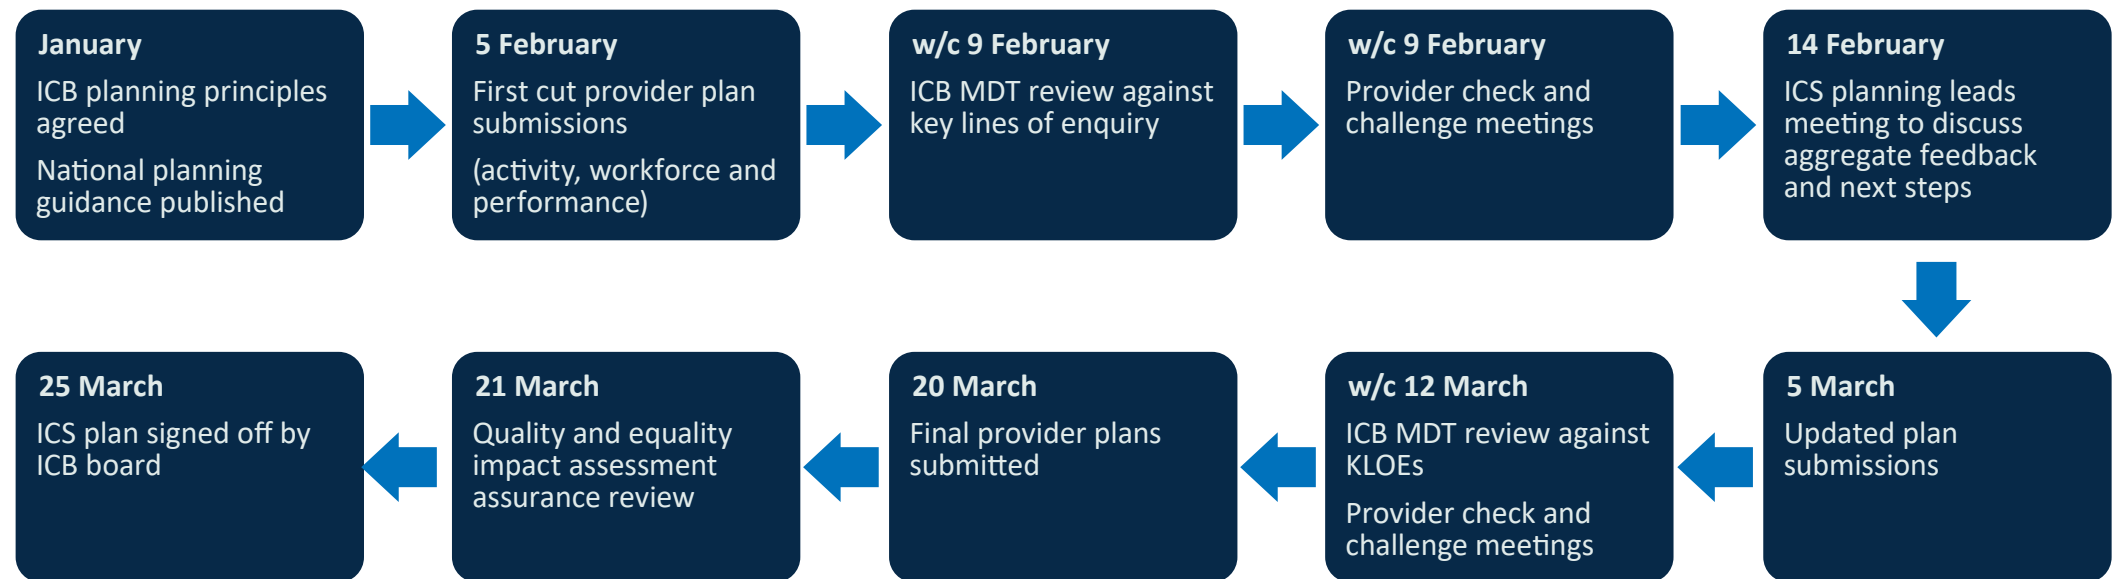 January
ICB planning principles
agreed
National planning
guidance published
5 February
First cut provider plan
submissions
(activity, workforce and
performance)
w/c 9 February
ICB MDT review against
key lines of enquiry
w/c 9 February
Provider check and
challenge meetings
14 February
ICS planning leads
meeting to discuss
aggregate feedback
and next steps
5 March
Updated plan
submissions
w/c 12 March
ICB MDT review against
KLOEs
Provider check and
challenge meetings
20 March
Final provider plans
submitted
21 March
Quality and equality
impact assessment
assurance review
25 March
ICS plan signed off by
ICB board